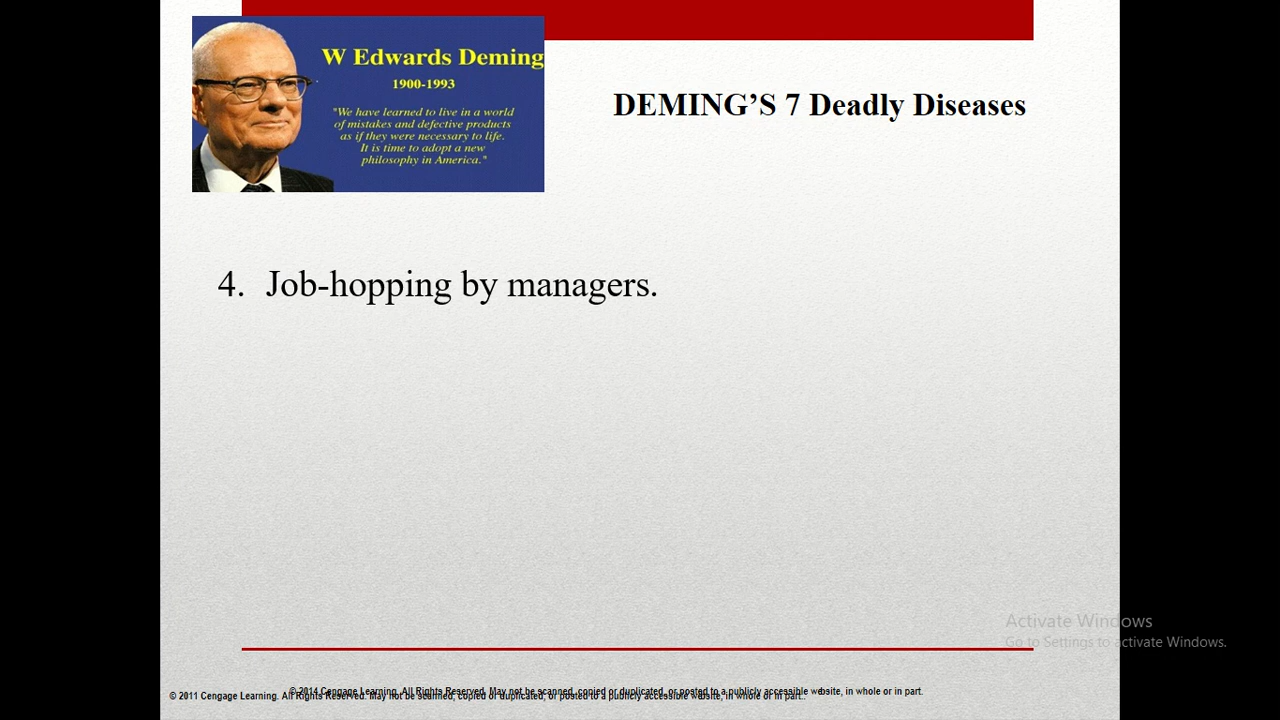 W Edwards Deming
1900-1993
"We have learned to live in a world
of mistakes and defective products
as if they were necessary to life.
It is time to adopt a new
philosophy in America."
DEMING’S 7 Deadly Diseases
4. Job-hopping by managers.
Activate Windows
Go to Settings to activate Windows.
© 2014 Cengage Learning. All Rights Reserved. May not be scanned, copied or duplicated, or posted to a publicly accessible website, in whole or in part.
© 2011 Cengage Learning. All Rights Reserved. May not be scanned, copied or duplicated, or posted to a publicly accessible website, in whole or in part..